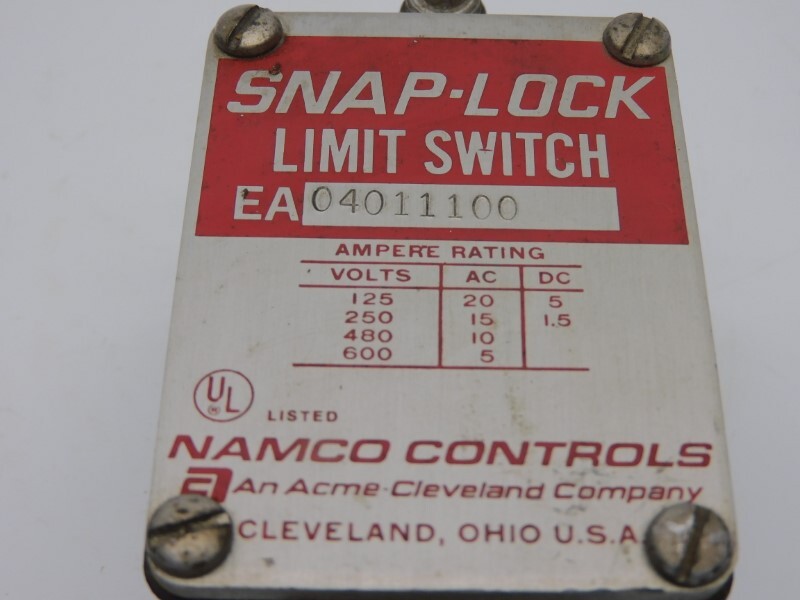 SNAP-LOCK
LIMIT SWITCH
EA 04011100
AMPERE RATING
VOLTS AC DC
125 20 5
250 15 1.5
480 10
600 5
UL ® LISTED
NAMCO CONTROLS
An Acme-Cleveland Company
CLEVELAND, OHIO U.S.A.